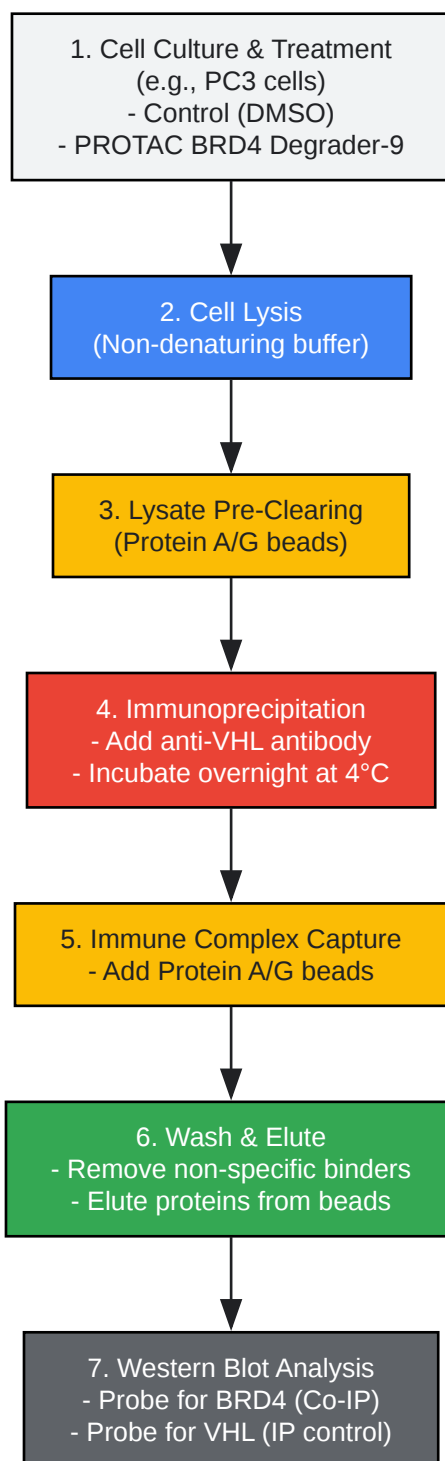 1. Cell Culture & Treatment
(e.g., PC3 cells)
- Control (DMSO)
- PROTAC BRD4 Degrader-9
2. Cell Lysis
(Non-denaturing buffer)
3. Lysate Pre-Clearing
(Protein A/G beads)
4. Immunoprecipitation
- Add anti-VHL antibody
- Incubate overnight at 4°C
5. Immune Complex Capture
- Add Protein A/G beads
6. Wash & Elute
- Remove non-specific binders
- Elute proteins from beads
7. Western Blot Analysis
- Probe for BRD4 (Co-IP)
- Probe for VHL (IP control)